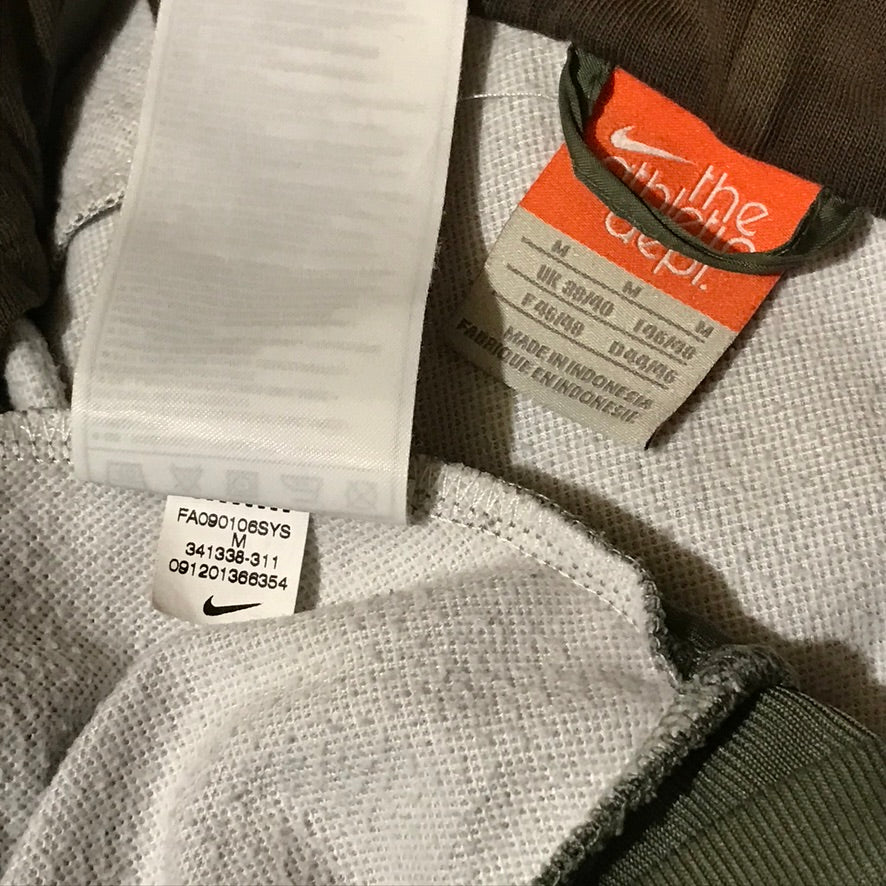 the
athletic
dept.
M
M
M
UK 38/40
I 46/48
F 46/48
D 44/46
MADE IN INDONESIA
FABRIQUE EN INDONESIE
FA090106SYS
M
341338-311
091201366354